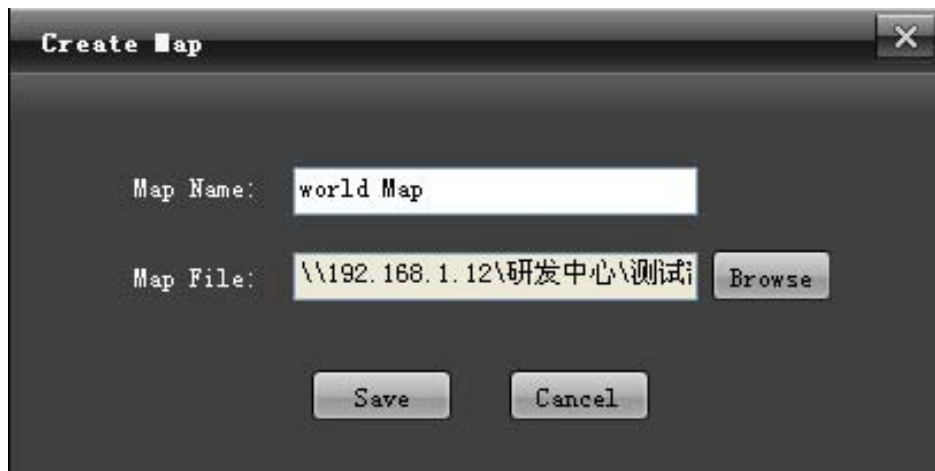 Create Map
Map Name: world Map
Map File: \\192.168.1.12\研发中心\测试 Browse
Save Cancel